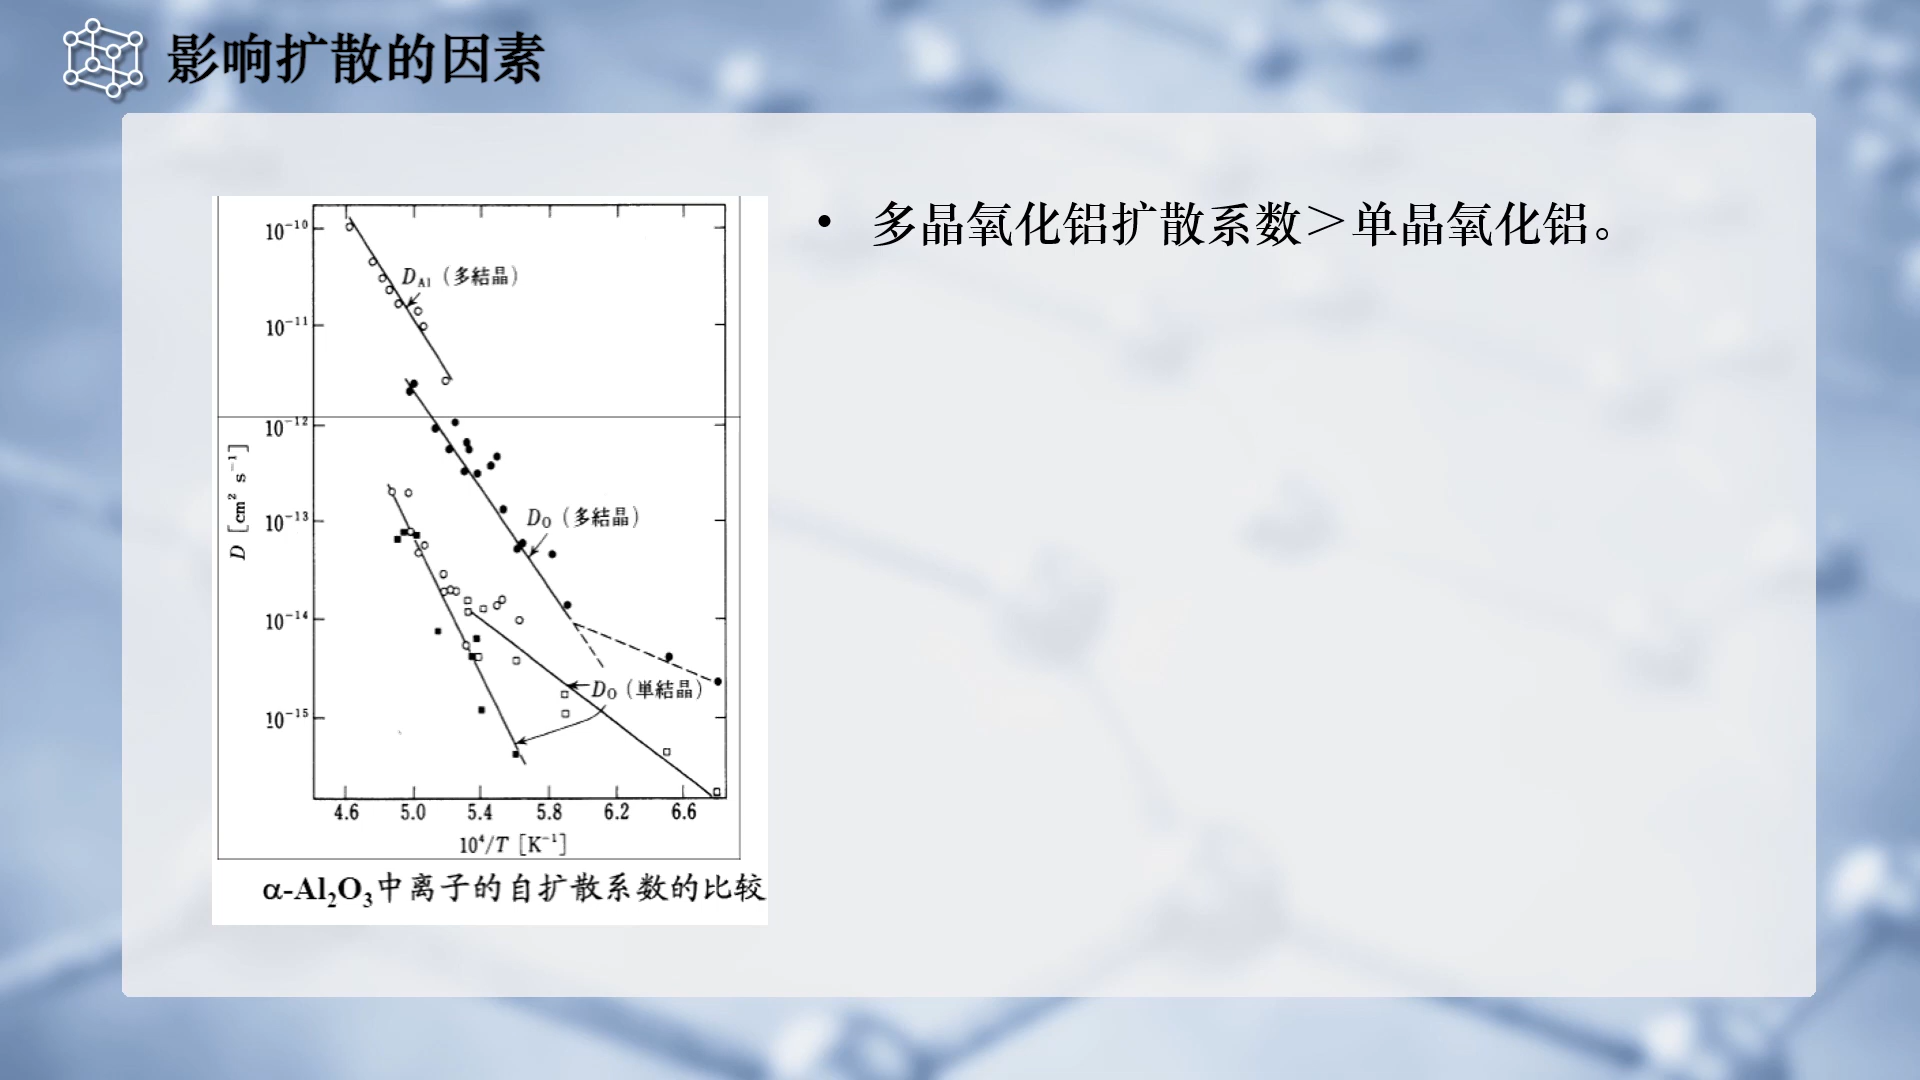 影响扩散的因素
• 多晶氧化铝扩散系数＞单晶氧化铝。
10⁻¹⁰
D_Al（多結晶）
10⁻¹¹
10⁻¹²
D [cm² s⁻¹]
10⁻¹³
D_O（多結晶）
10⁻¹⁴
D_O（単結晶）
10⁻¹⁵
4.6 5.0 5.4 5.8 6.2 6.6
10⁴/T [K⁻¹]
α-Al₂O₃中离子的自扩散系数的比较